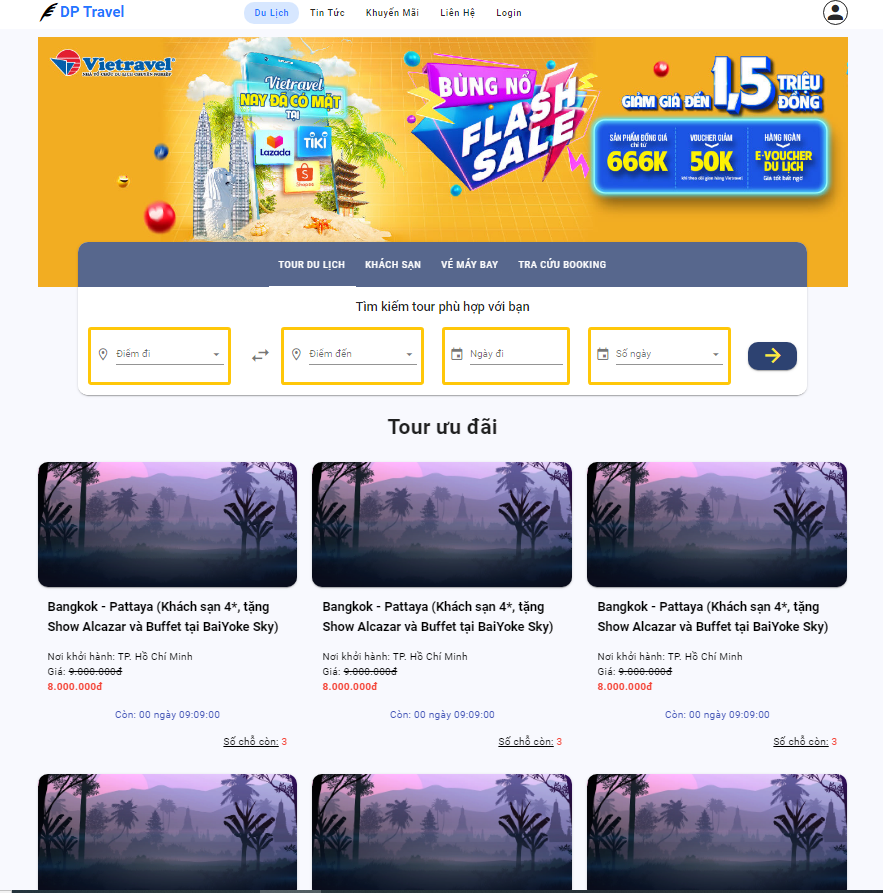 DP Travel
Du Lịch
Tin Tức
Khuyến Mãi
Liên Hệ
Login
Vietravel
NHÀ TỔ CHỨC DU LỊCH CHUYÊN NGHIỆP
Vietravel
NAY ĐÃ CÓ MẶT
TẠI
Lazada
TIKI
Shopee
BÙNG NỔ
FLASH
SALE
GIẢM GIÁ ĐẾN 1,5 TRIỆU ĐỒNG
SẢN PHẨM ĐỒNG GIÁ
chỉ từ
666K
VOUCHER GIẢM
50K
khi theo dõi gian hàng Vietravel
HÀNG NGÀN
E-VOUCHER
DU LỊCH
Giá tốt bất ngờ
TOUR DU LỊCH
KHÁCH SẠN
VÉ MÁY BAY
TRA CỨU BOOKING
Tìm kiếm tour phù hợp với bạn
Điểm đi
Điểm đến
Ngày đi
Số ngày
Tour ưu đãi
Bangkok - Pattaya (Khách sạn 4*, tặng
Show Alcazar và Buffet tại BaiYoke Sky)
Nơi khởi hành: TP. Hồ Chí Minh
Giá: 9.000.000đ
8.000.000đ
Còn: 00 ngày 09:09:00
Số chỗ còn: 3
Bangkok - Pattaya (Khách sạn 4*, tặng
Show Alcazar và Buffet tại BaiYoke Sky)
Nơi khởi hành: TP. Hồ Chí Minh
Giá: 9.000.000đ
8.000.000đ
Còn: 00 ngày 09:09:00
Số chỗ còn: 3
Bangkok - Pattaya (Khách sạn 4*, tặng
Show Alcazar và Buffet tại BaiYoke Sky)
Nơi khởi hành: TP. Hồ Chí Minh
Giá: 9.000.000đ
8.000.000đ
Còn: 00 ngày 09:09:00
Số chỗ còn: 3